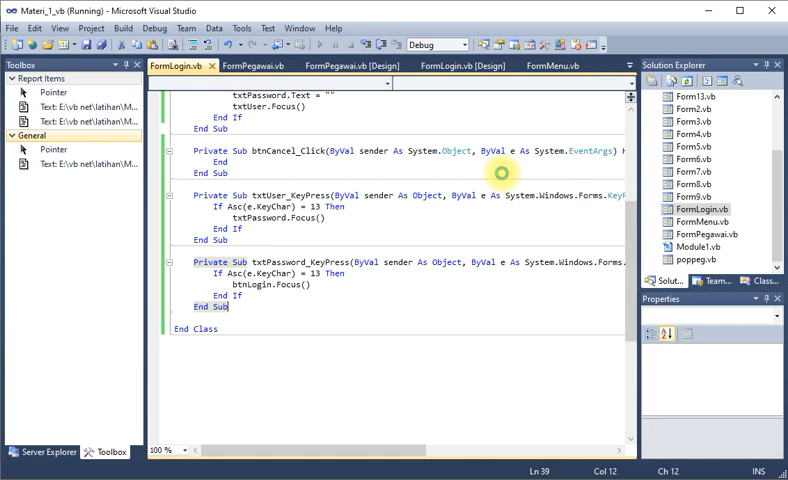 Materi_1_vb (Running) - Microsoft Visual Studio
File Edit View Project Build Debug Team Data Tools Test Window Help
Debug
Toolbox
Report Items
Pointer
Text: E:\vb net\latihan\M...
Text: E:\vb net\latihan\M...
General
Pointer
Text: E:\vb net\latihan\M...
Server Explorer Toolbox
FormLogin.vb FormPegawai.vb FormPegawai.vb [Design] FormLogin.vb [Design] FormMenu.vb
txtPassword.Text = ""
txtUser.Focus()
End If
End Sub
Private Sub btnCancel_Click(ByVal sender As System.Object, ByVal e As System.EventArgs) H
End
End Sub
Private Sub txtUser_KeyPress(ByVal sender As Object, ByVal e As System.Windows.Forms.KeyP
If Asc(e.KeyChar) = 13 Then
txtPassword.Focus()
End If
End Sub
Private Sub txtPassword_KeyPress(ByVal sender As Object, ByVal e As System.Windows.Forms.
If Asc(e.KeyChar) = 13 Then
btnLogin.Focus()
End If
End Sub
End Class
100 %
Solution Explorer
Form13.vb
Form2.vb
Form3.vb
Form4.vb
Form5.vb
Form6.vb
Form7.vb
Form8.vb
Form9.vb
FormLogin.vb
FormMenu.vb
FormPegawai.vb
Module1.vb
poppeg.vb
Solut... Team... Class...
Properties
Ln 39 Col 12 Ch 12 INS